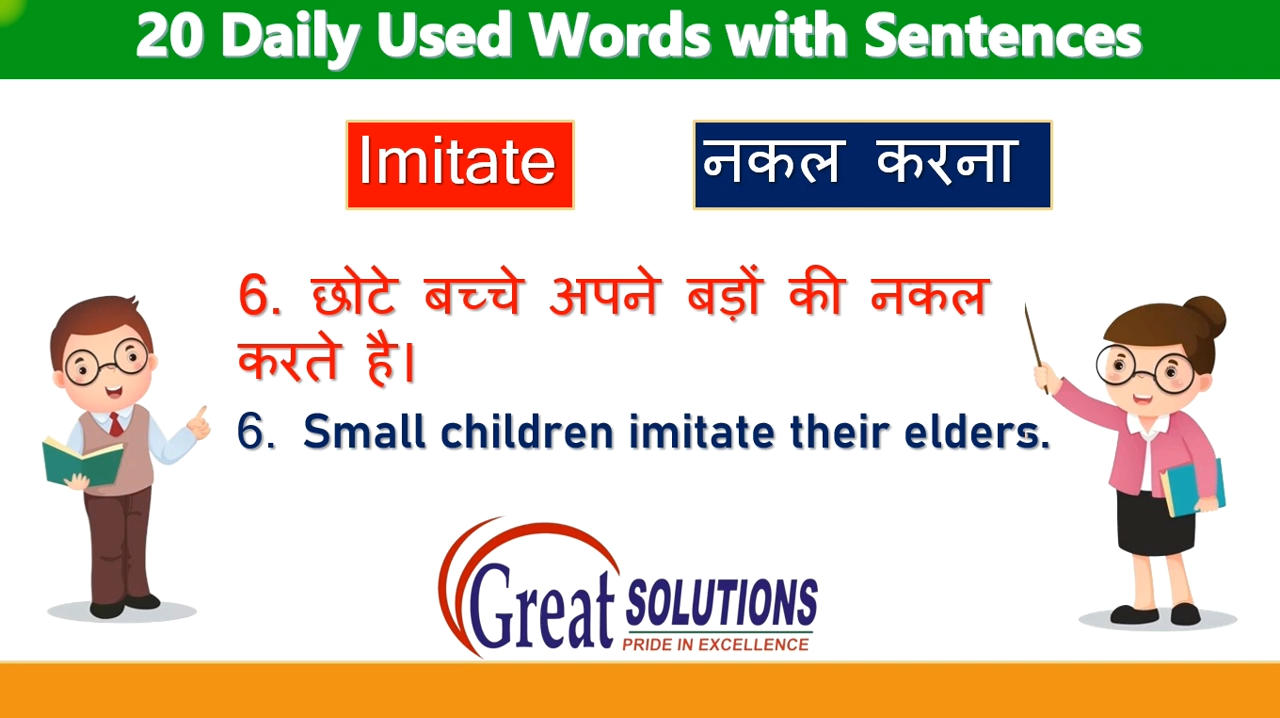 20 Daily Used Words with Sentences
Imitate
नकल करना
6. छोटे बच्चे अपने बड़ों की नकल
करते है।
6. Small children imitate their elders.
Great SOLUTIONS
PRIDE IN EXCELLENCE